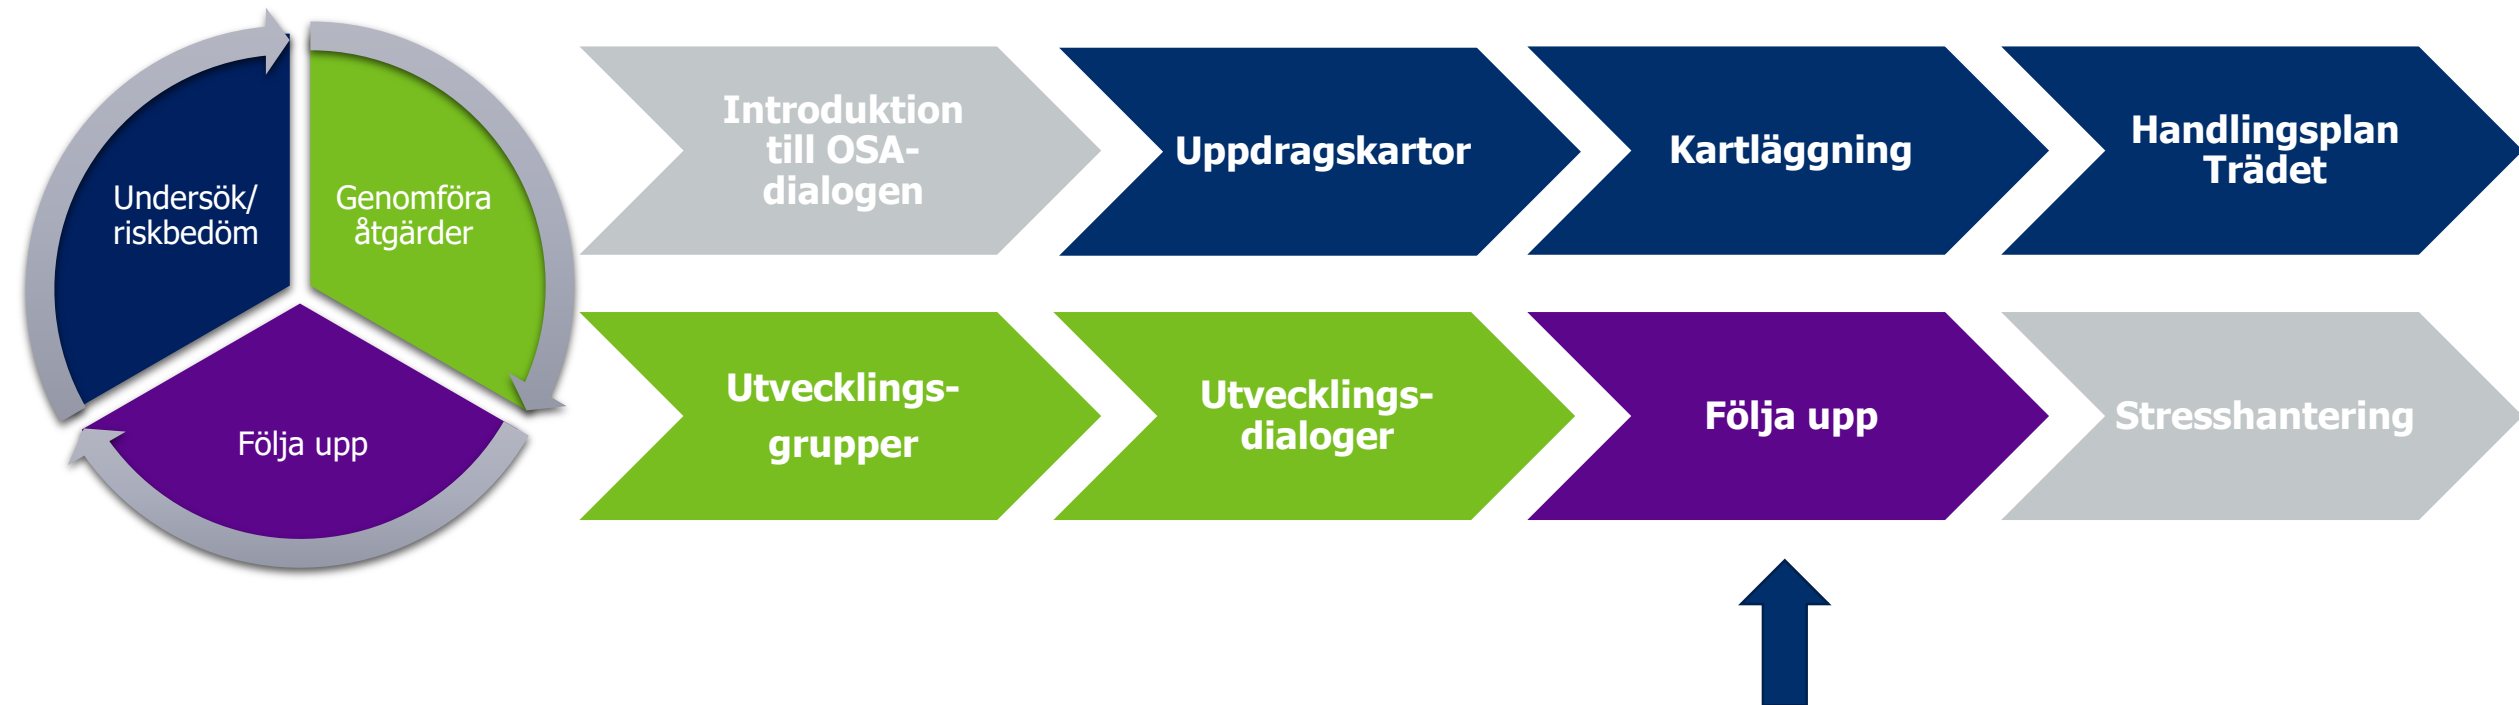 Undersök/
riskbedöm
Genomföra
åtgärder
Följa upp
Introduktion
till OSA-
dialogen
Uppdragskartor
Kartläggning
Handlingsplan
Trädet
Utvecklings-
grupper
Utvecklings-
dialoger
Följa upp
Stresshantering